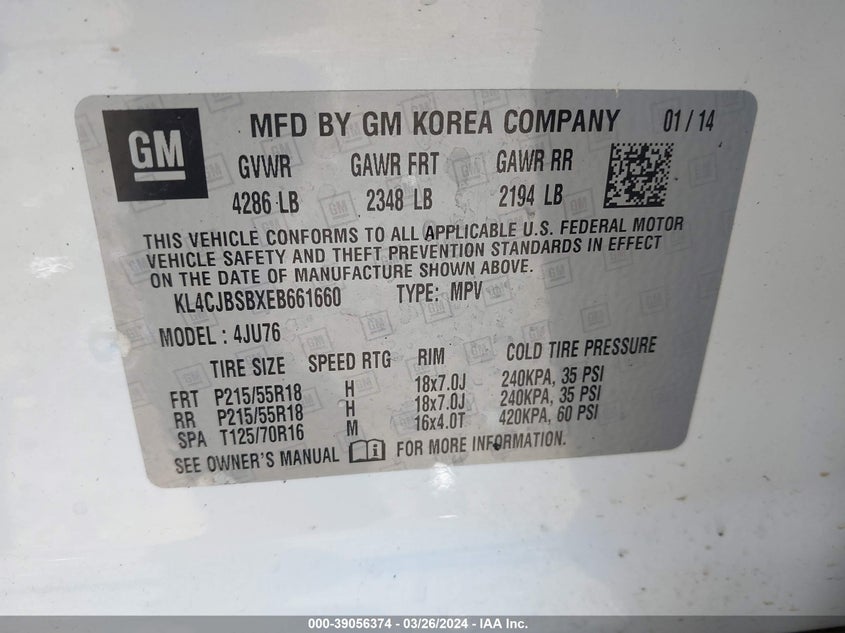 GM
MFD BY GM KOREA COMPANY 01 / 14
GVWR GAWR FRT GAWR RR
4286 LB 2348 LB 2194 LB
THIS VEHICLE CONFORMS TO ALL APPLICABLE U.S. FEDERAL MOTOR
VEHICLE SAFETY AND THEFT PREVENTION STANDARDS IN EFFECT
ON THE DATE OF MANUFACTURE SHOWN ABOVE.
KL4CJBSBXEB661660 TYPE: MPV
MODEL : 4JU76
TIRE SIZE SPEED RTG RIM COLD TIRE PRESSURE
FRT P215/55R18 H 18x7.0J 240KPA, 35 PSI
RR P215/55R18 H 18x7.0J 240KPA, 35 PSI
SPA T125/70R16 M 16x4.0T 420KPA, 60 PSI
SEE OWNER'S MANUAL FOR MORE INFORMATION.
000-39056374 - 03/26/2024 - IAA Inc.